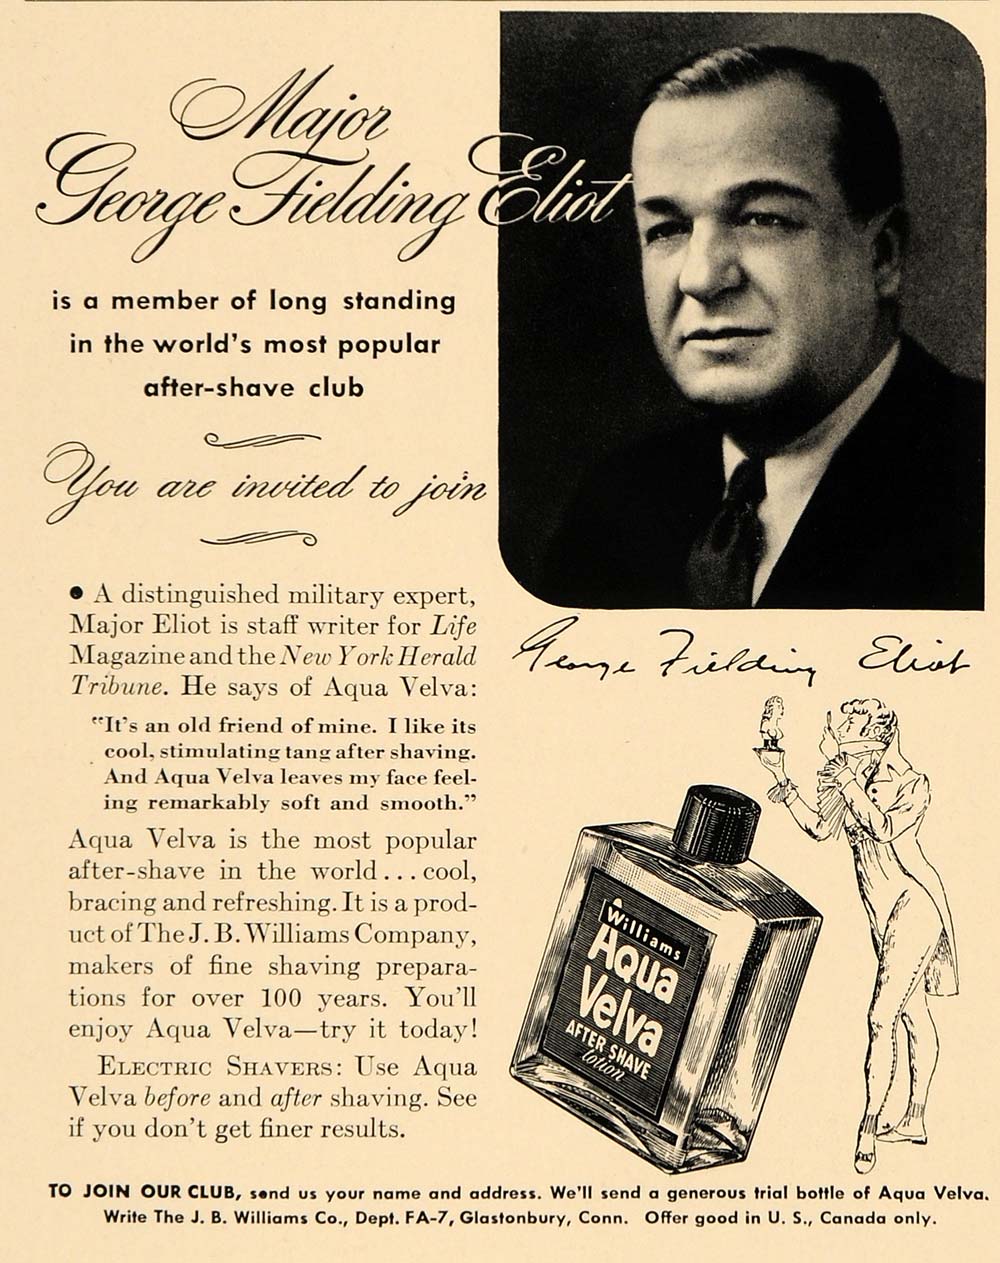 Major
George Fielding Eliot
is a member of long standing
in the world's most popular
after-shave club
You are invited to join
• A distinguished military expert,
Major Eliot is staff writer for Life
Magazine and the New York Herald
Tribune. He says of Aqua Velva:
"It's an old friend of mine. I like its
cool, stimulating tang after shaving.
And Aqua Velva leaves my face feel-
ing remarkably soft and smooth."
Aqua Velva is the most popular
after-shave in the world . . . cool,
bracing and refreshing. It is a prod-
uct of The J. B. Williams Company,
makers of fine shaving prepara-
tions for over 100 years. You'll
enjoy Aqua Velva—try it today!
ELECTRIC SHAVERS: Use Aqua
Velva before and after shaving. See
if you don't get finer results.
George Fielding Eliot
Williams
Aqua
Velva
AFTER SHAVE
lotion
TO JOIN OUR CLUB, send us your name and address. We'll send a generous trial bottle of Aqua Velva.
Write The J. B. Williams Co., Dept. FA-7, Glastonbury, Conn. Offer good in U. S., Canada only.